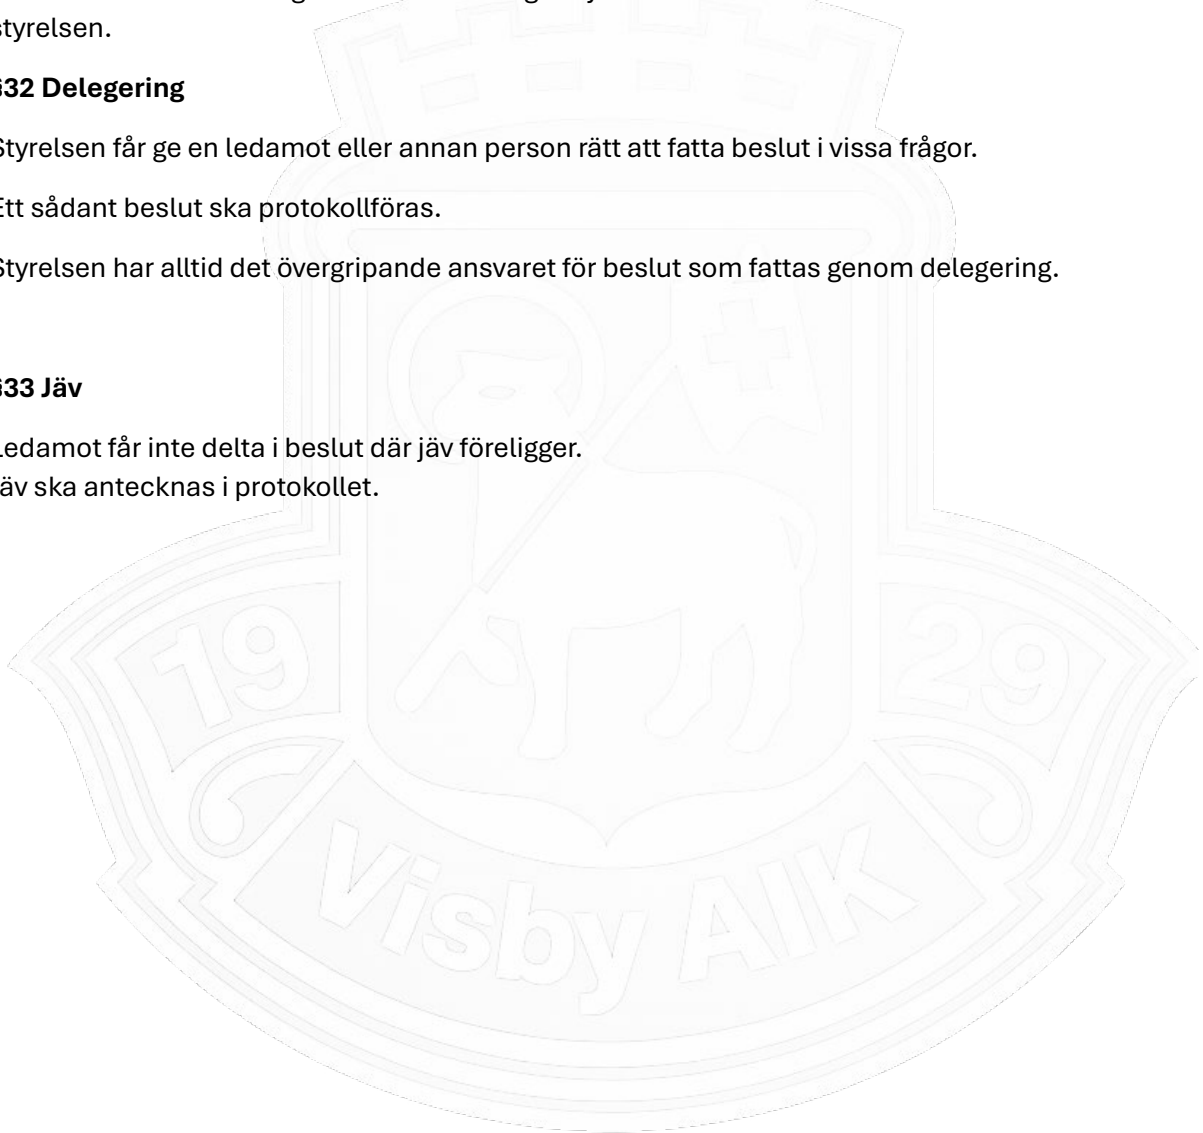 styrelsen.
§32 Delegering
Styrelsen får ge en ledamot eller annan person rätt att fatta beslut i vissa frågor.
Ett sådant beslut ska protokollföras.
Styrelsen har alltid det övergripande ansvaret för beslut som fattas genom delegering.
§33 Jäv
Ledamot får inte delta i beslut där jäv föreligger.
Jäv ska antecknas i protokollet.
19 29
Visby AIK